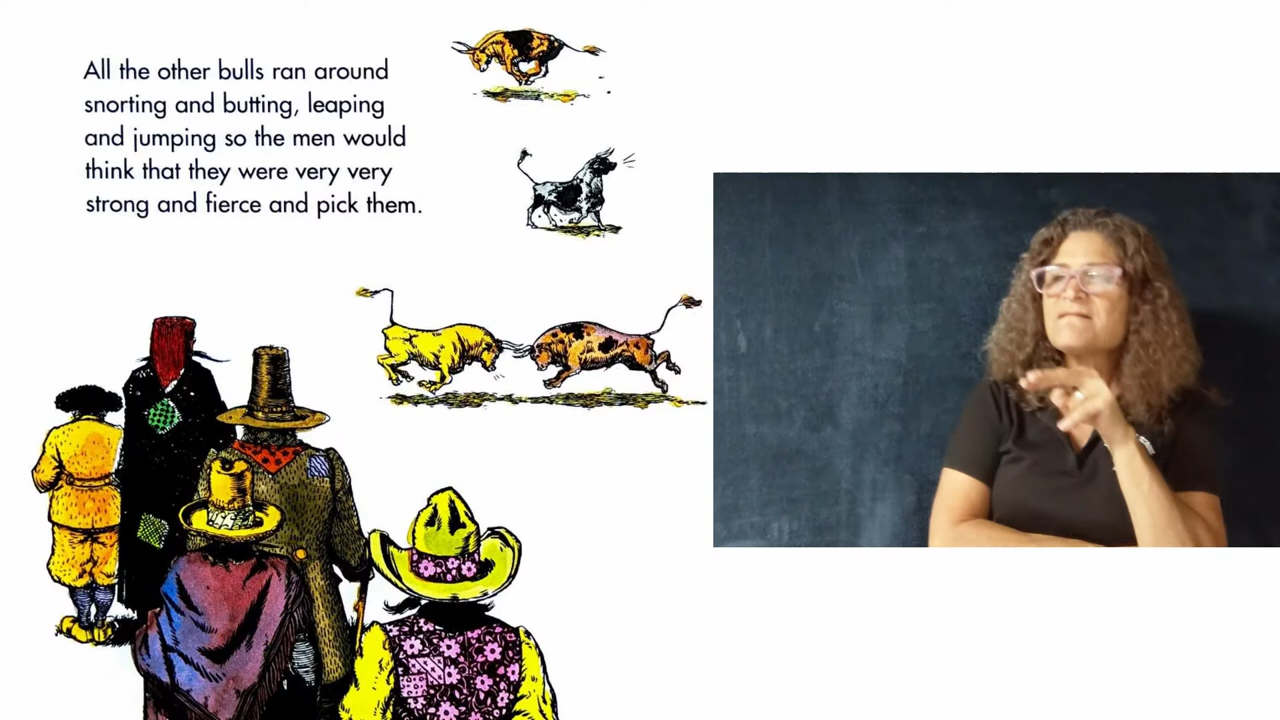 All the other bulls ran around
snorting and butting, leaping
and jumping so the men would
think that they were very very
strong and fierce and pick them.